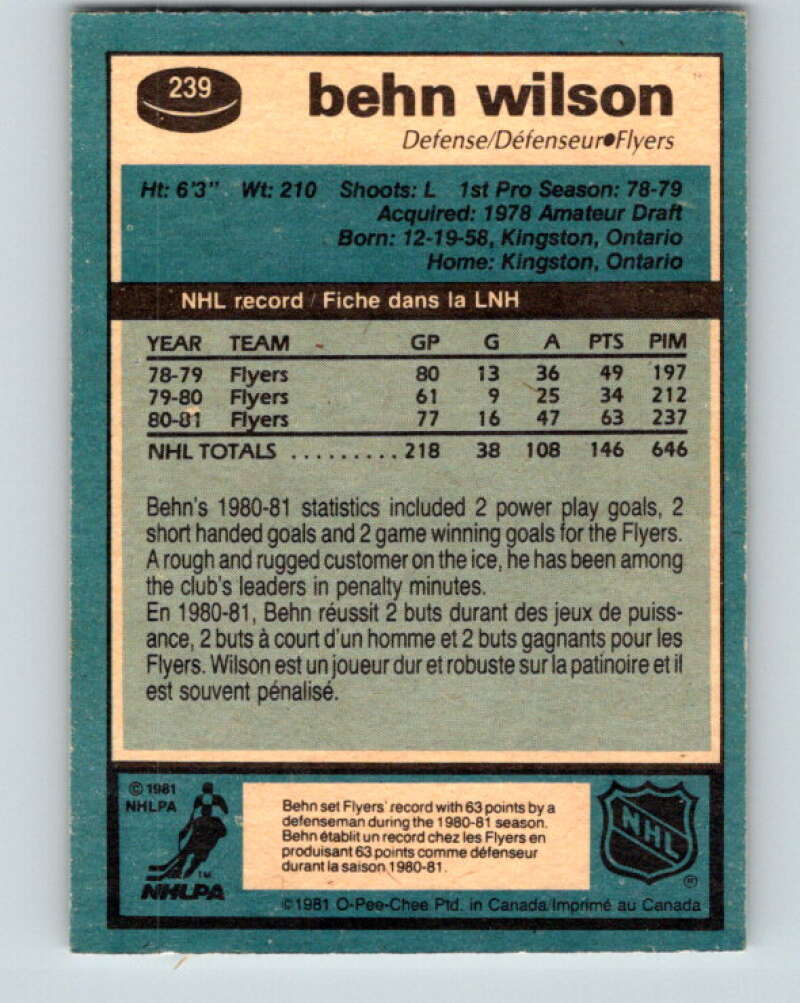 239
behn wilson
Defense/Défenseur●Flyers
Ht: 6'3" Wt: 210 Shoots: L 1st Pro Season: 78-79
Acquired: 1978 Amateur Draft
Born: 12-19-58, Kingston, Ontario
Home: Kingston, Ontario
NHL record / Fiche dans la LNH
YEAR TEAM GP G A PTS PIM
78-79 Flyers 80 13 36 49 197
79-80 Flyers 61 9 25 34 212
80-81 Flyers 77 16 47 63 237
NHL TOTALS ......... 218 38 108 146 646
Behn's 1980-81 statistics included 2 power play goals, 2
short handed goals and 2 game winning goals for the Flyers.
A rough and rugged customer on the ice, he has been among
the club's leaders in penalty minutes.
En 1980-81, Behn réussit 2 buts durant des jeux de puiss-
ance, 2 buts à court d'un homme et 2 buts gagnants pour les
Flyers. Wilson est un joueur dur et robuste sur la patinoire et il
est souvent pénalisé.
© 1981
NHLPA
TM
NHLPA
Behn set Flyers' record with 63 points by a
defenseman during the 1980-81 season.
Behn établit un record chez les Flyers en
produisant 63 points comme défenseur
durant la saison 1980-81.
NHL
®
©1981 O-Pee-Chee Ptd. in Canada/Imprimé au Canada